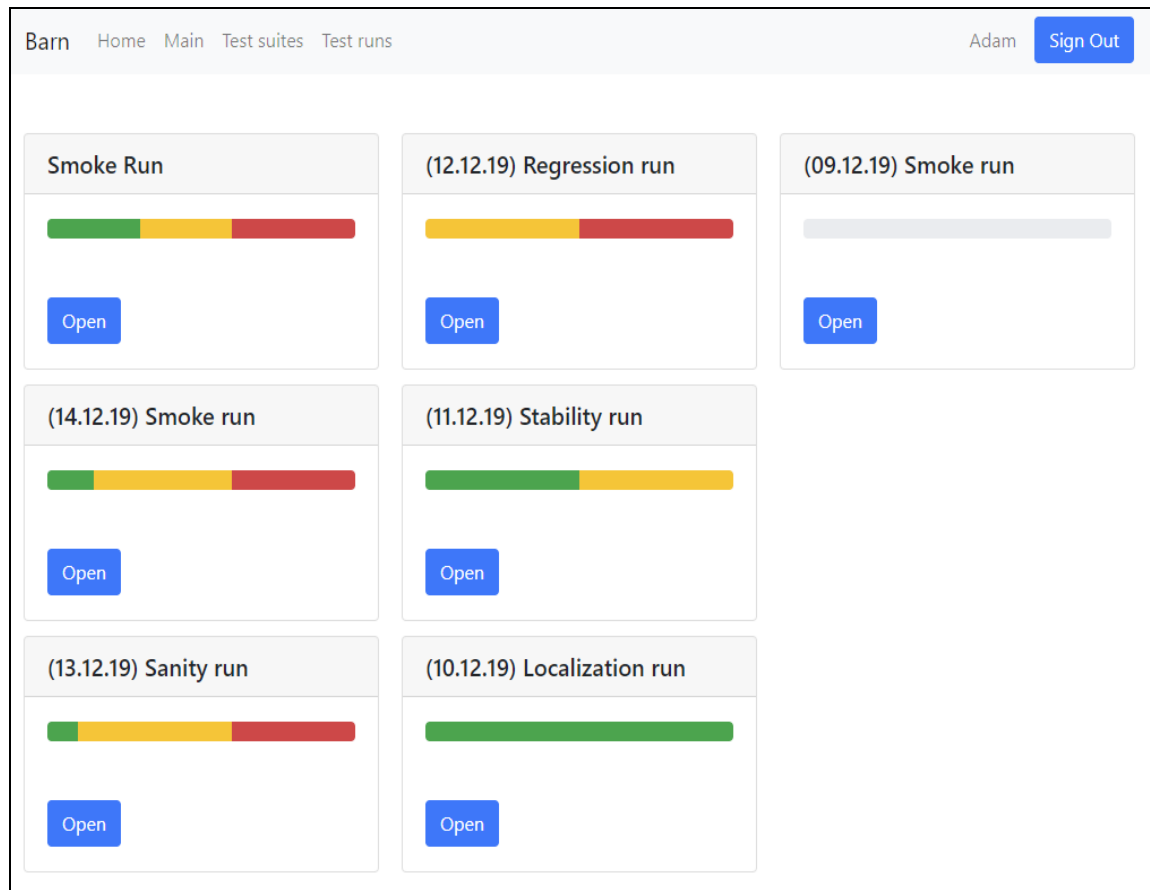 Barn Home Main Test suites Test runs Adam Sign Out
Smoke Run
Open
(14.12.19) Smoke run
Open
(13.12.19) Sanity run
Open
(12.12.19) Regression run
Open
(11.12.19) Stability run
Open
(10.12.19) Localization run
Open
(09.12.19) Smoke run
Open